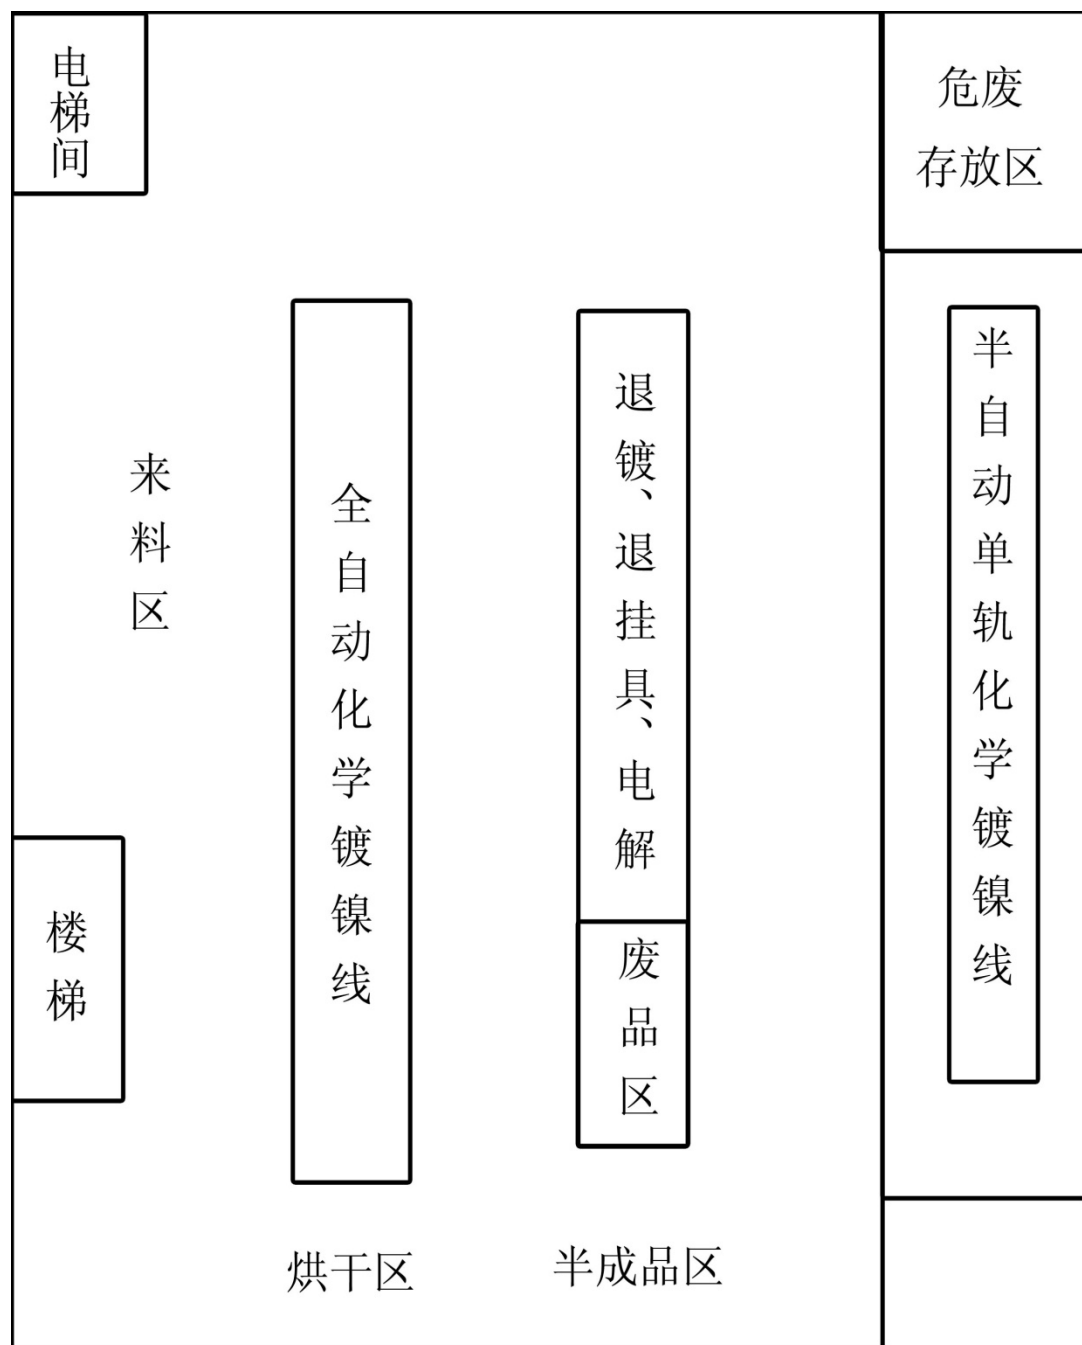 电梯间
危废
存放区
来料区
全自动化学镀镍线
退镀、退挂具、电解
半自动单轨化学镀镍线
楼梯
废品区
烘干区
半成品区